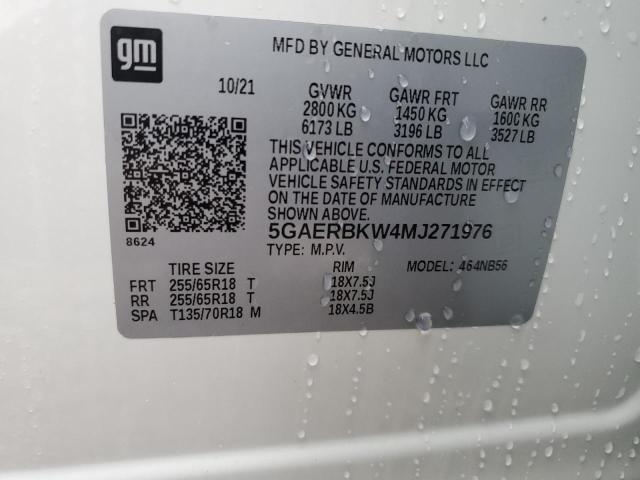 gm
MFD BY GENERAL MOTORS LLC
10/21 GVWR GAWR FRT GAWR RR
2800 KG 1450 KG 1600 KG
6173 LB 3196 LB 3527 LB
THIS VEHICLE CONFORMS TO ALL
APPLICABLE U.S. FEDERAL MOTOR
VEHICLE SAFETY STANDARDS IN EFFECT
ON THE DATE OF MANUFACTURE
SHOWN ABOVE.
8624
5GAERBKW4MJ271976
TYPE: M.P.V. MODEL: 464NB56
TIRE SIZE RIM
FRT 255/65R18 T 18X7.5J
RR 255/65R18 T 18X7.5J
SPA T135/70R18 M 18X4.5B